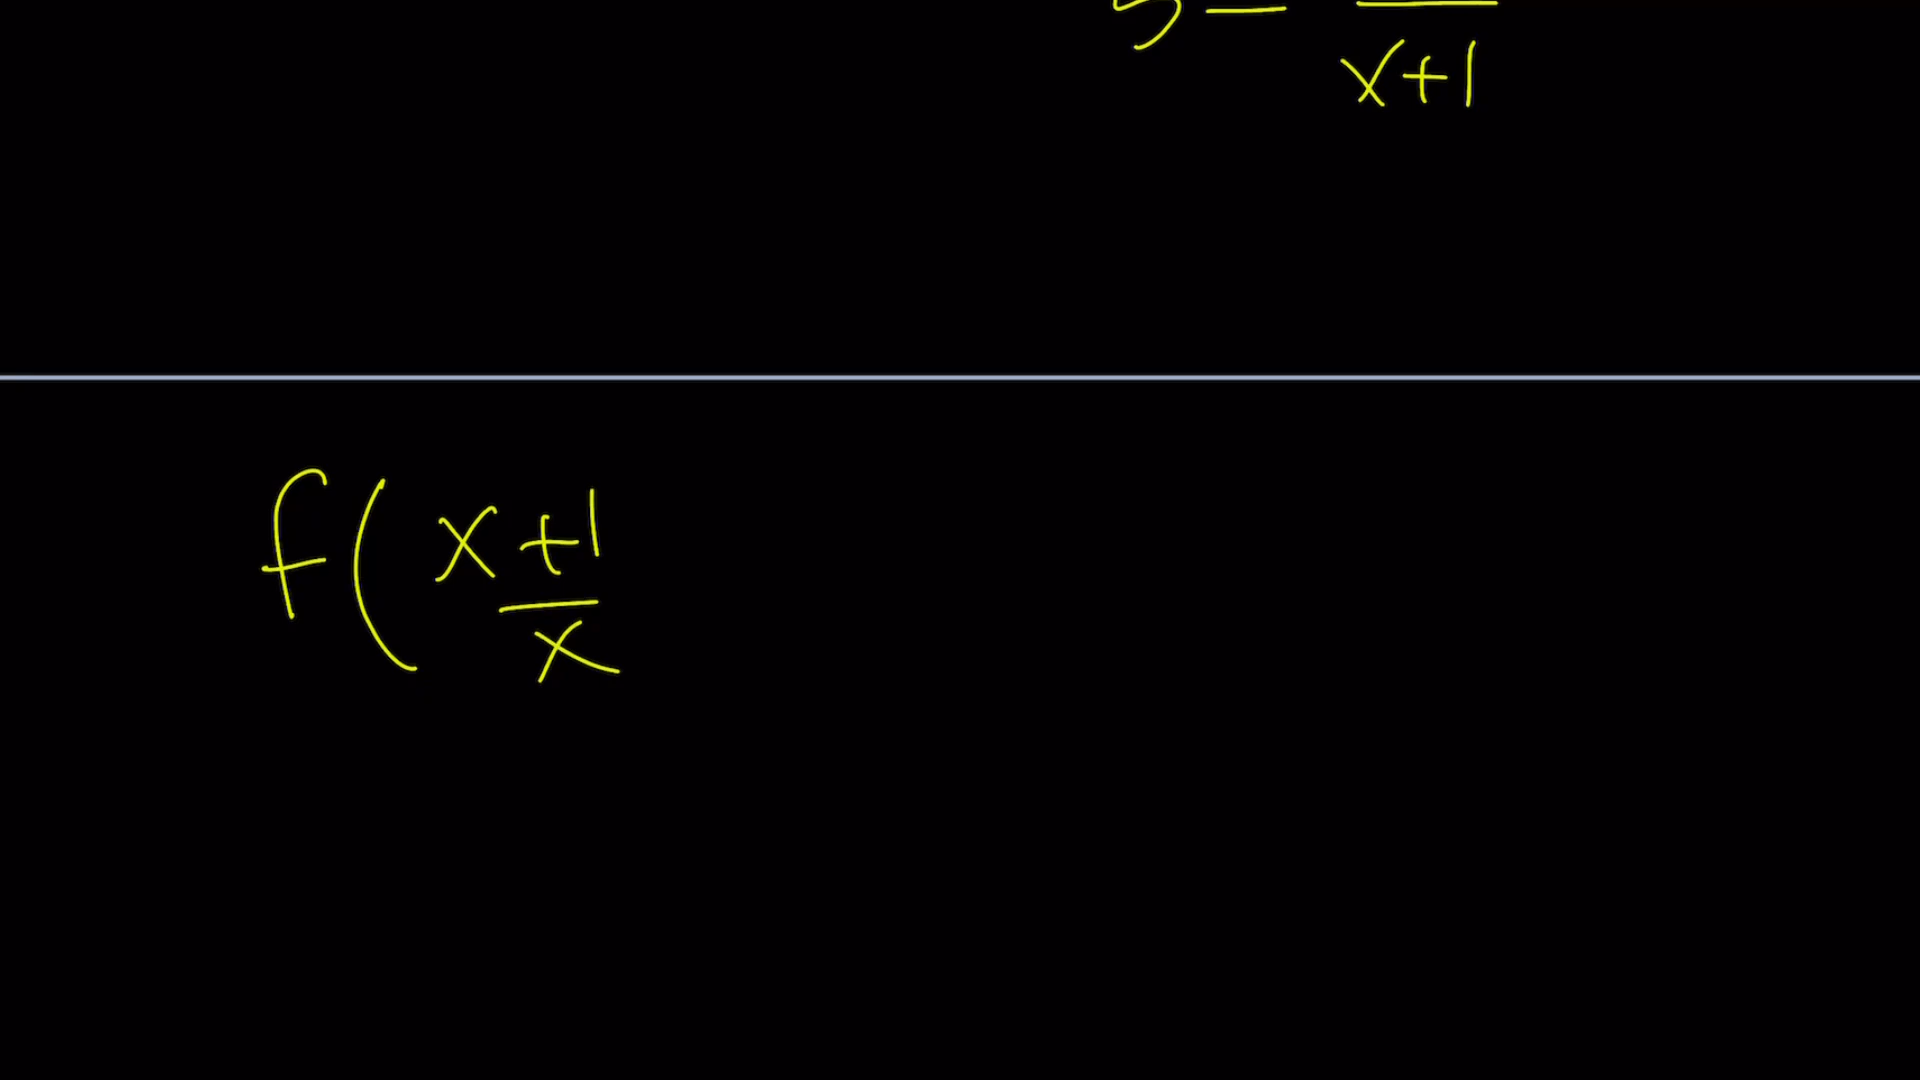 =
x+1
f( x+1
x